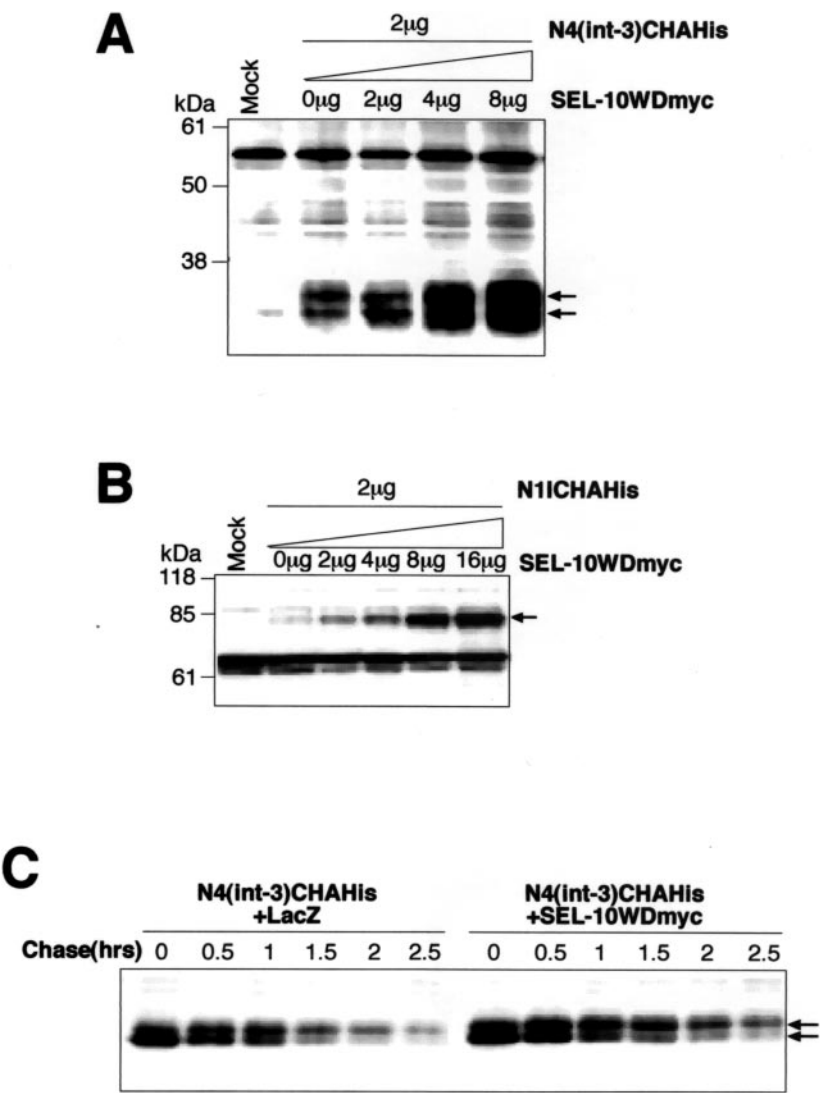 A
2µg
N4(int-3)CHAHis
kDa
Mock
0µg 2µg 4µg 8µg SEL-10WDmyc
61
50
38
B
2µg
N1ICHAHis
kDa
Mock
0µg 2µg 4µg 8µg 16µg SEL-10WDmyc
118
85
61
C
N4(int-3)CHAHis +LacZ
N4(int-3)CHAHis +SEL-10WDmyc
Chase(hrs) 0 0.5 1 1.5 2 2.5 0 0.5 1 1.5 2 2.5